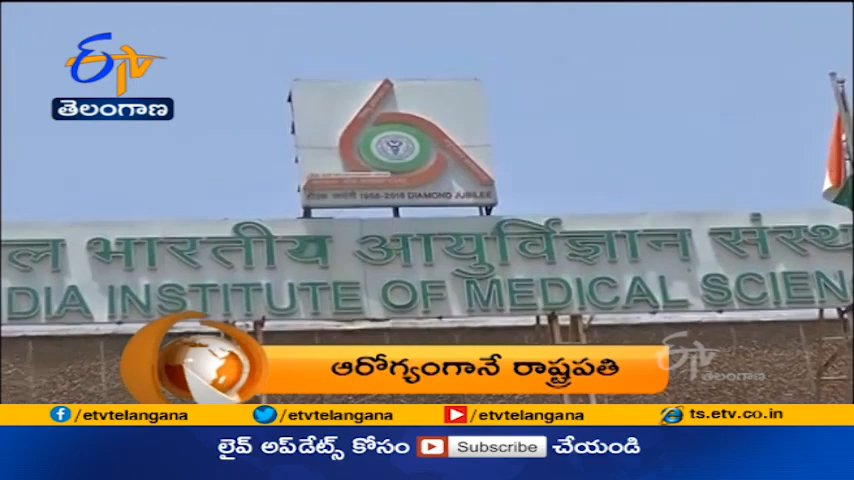 ETV
తెలంగాణ
1956-2016 DIAMOND JUBILEE
ल भारतीय आयुर्विज्ञान संस्थ
DIA INSTITUTE OF MEDICAL SCIEN
ఆరోగ్యంగానే రాష్ట్రపతి
ETV
తెలంగాణ
/etvtelangana /etvtelangana /etvtelangana ts.etv.co.in
లైవ్ అప్‌డేట్స్ కోసం Subscribe చేయండి